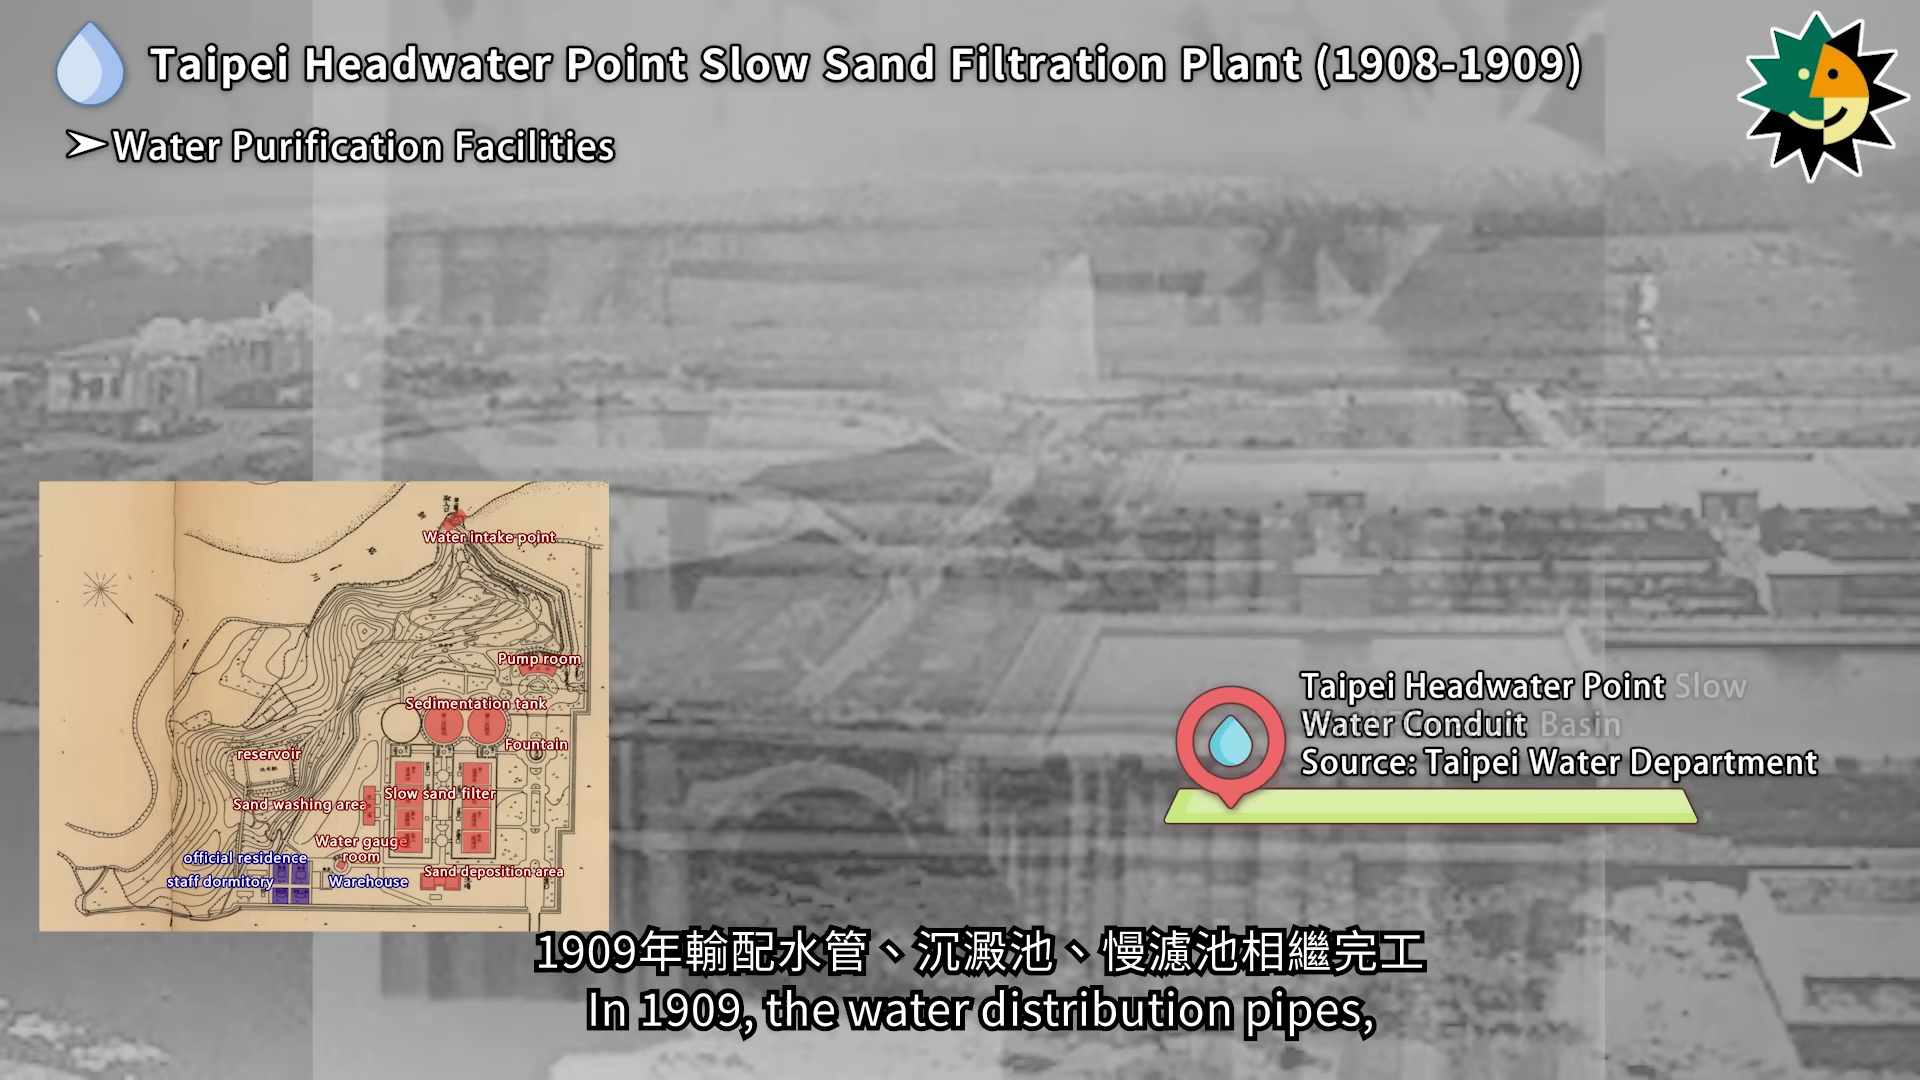 Taipei Headwater Point Slow Sand Filtration Plant (1908-1909)
Water Purification Facilities
Water intake point
Pump room
Sedimentation tank
Fountain
reservoir
Slow sand filter
Sand washing area
Water gauge
room
official residence
Sand deposition area
staff dormitory
Warehouse
Taipei Headwater Point Slow
Water Conduit Basin
Source: Taipei Water Department
1909年輸配水管、沉澱池、慢濾池相繼完工
In 1909, the water distribution pipes,